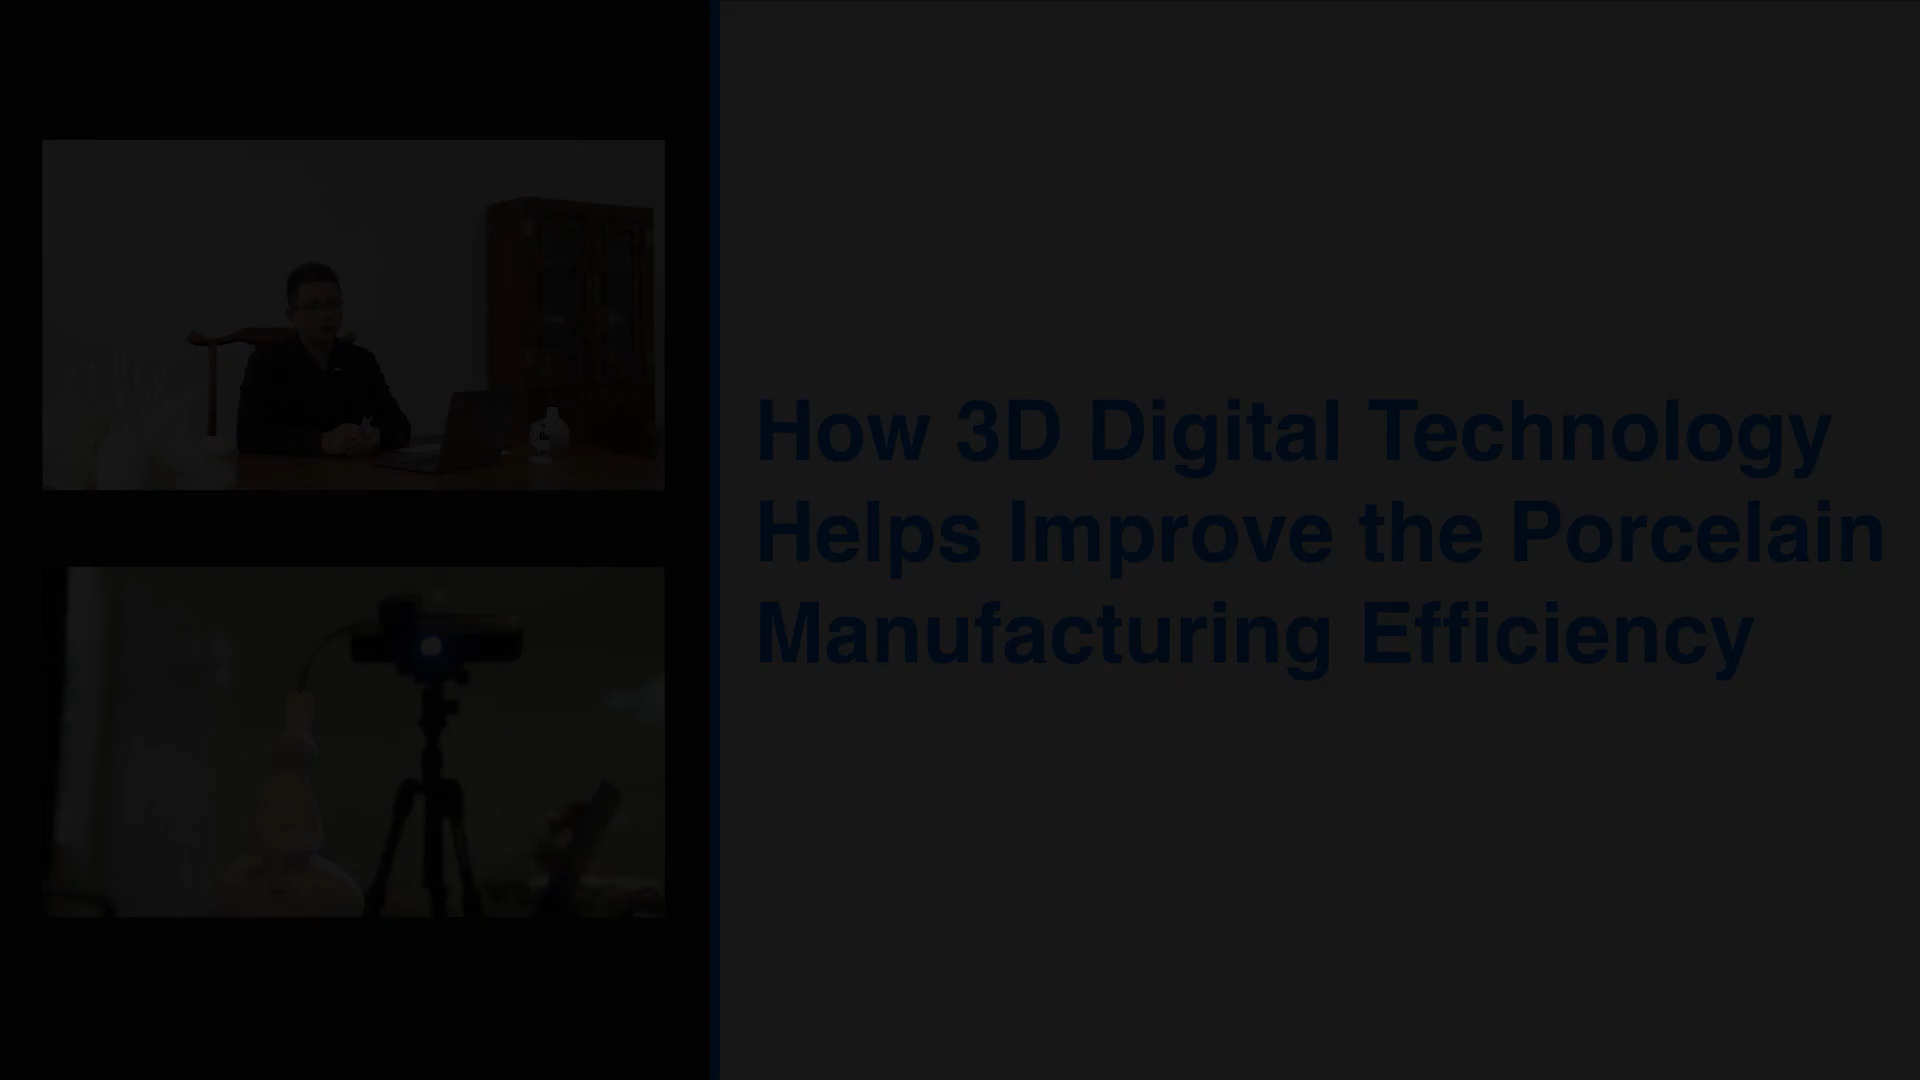 How 3D Digital Technology
Helps Improve the Porcelain
Manufacturing Efficiency